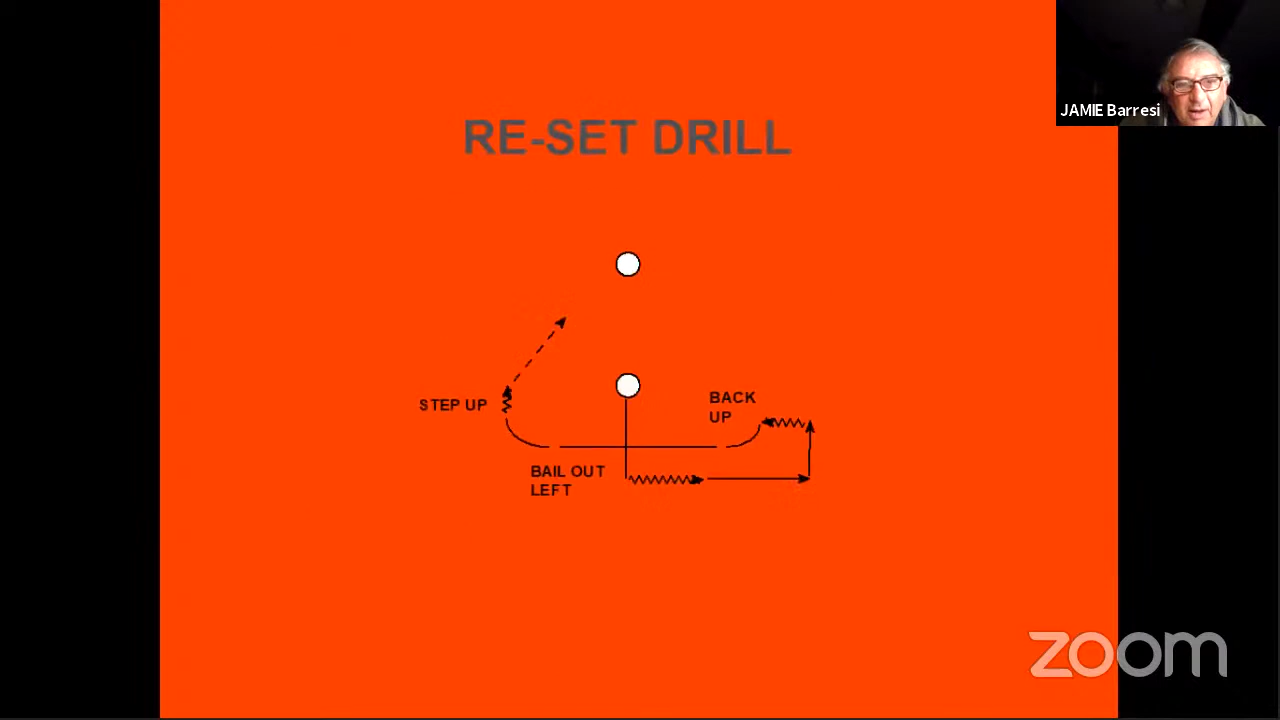 JAMIE Barresi
RE-SET DRILL
STEP UP
BACK
UP
BAIL OUT
LEFT
zoom